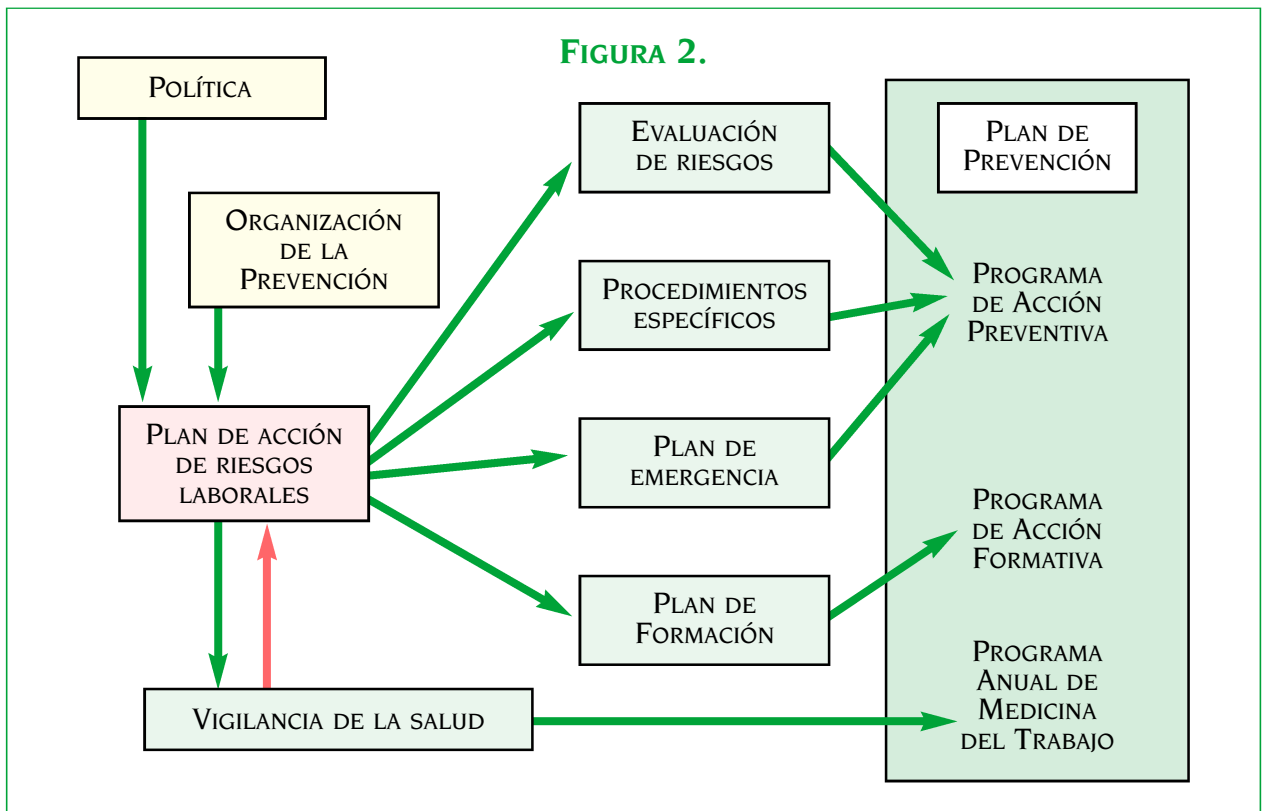 FIGURA 2.
POLÍTICA
ORGANIZACIÓN
DE LA
PREVENCIÓN
PLAN DE ACCIÓN
DE RIESGOS
LABORALES
VIGILANCIA DE LA SALUD
EVALUACIÓN
DE RIESGOS
PROCEDIMIENTOS
ESPECÍFICOS
PLAN DE
EMERGENCIA
PLAN DE
FORMACIÓN
PLAN DE
PREVENCIÓN
PROGRAMA
DE ACCIÓN
PREVENTIVA
PROGRAMA
DE ACCIÓN
FORMATIVA
PROGRAMA
ANUAL DE
MEDICINA
DEL TRABAJO